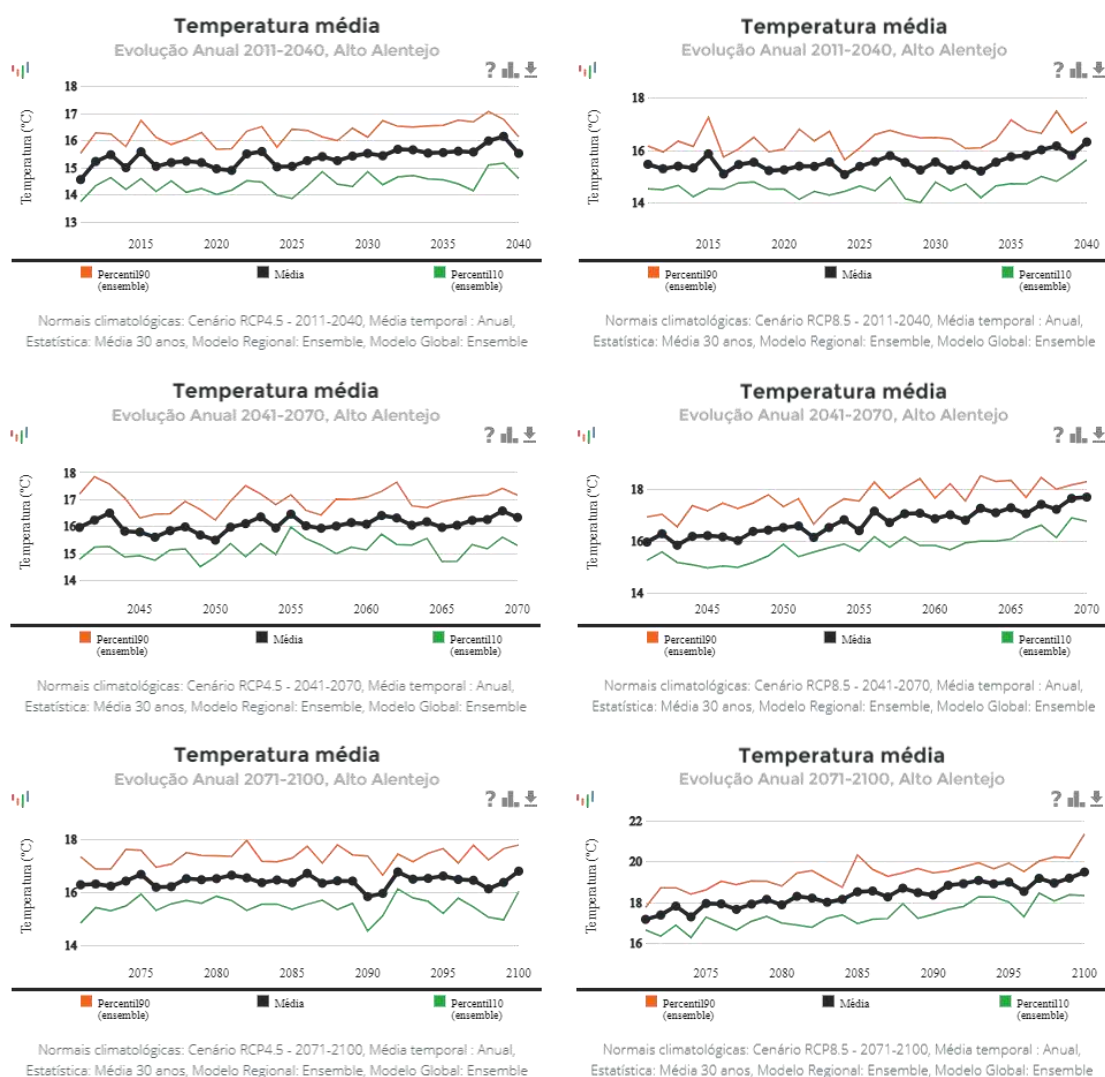 Temperatura média
Evolução Anual 2011-2040, Alto Alentejo
?
Temperatura (°C)
18
17
16
15
14
13
2015
2020
2025
2030
2035
2040
Percentil90
(ensemble)
Média
Percentil10
(ensemble)
Normais climatológicas: Cenário RCP4.5 - 2011-2040, Média temporal : Anual,
Estatística: Média 30 anos, Modelo Regional: Ensemble, Modelo Global: Ensemble
Temperatura média
Evolução Anual 2011-2040, Alto Alentejo
?
Temperatura (°C)
18
16
14
2015
2020
2025
2030
2035
2040
Percentil90
(ensemble)
Média
Percentil10
(ensemble)
Normais climatológicas: Cenário RCP8.5 - 2011-2040, Média temporal : Anual,
Estatística: Média 30 anos, Modelo Regional: Ensemble, Modelo Global: Ensemble
Temperatura média
Evolução Anual 2041-2070, Alto Alentejo
?
Temperatura (°C)
18
17
16
15
14
2045
2050
2055
2060
2065
2070
Percentil90
(ensemble)
Média
Percentil10
(ensemble)
Normais climatológicas: Cenário RCP4.5 - 2041-2070, Média temporal : Anual,
Estatística: Média 30 anos, Modelo Regional: Ensemble, Modelo Global: Ensemble
Temperatura média
Evolução Anual 2041-2070, Alto Alentejo
?
Temperatura (°C)
18
16
14
2045
2050
2055
2060
2065
2070
Percentil90
(ensemble)
Média
Percentil10
(ensemble)
Normais climatológicas: Cenário RCP8.5 - 2041-2070, Média temporal : Anual,
Estatística: Média 30 anos, Modelo Regional: Ensemble, Modelo Global: Ensemble
Temperatura média
Evolução Anual 2071-2100, Alto Alentejo
?
Temperatura (°C)
18
16
14
2075
2080
2085
2090
2095
2100
Percentil90
(ensemble)
Média
Percentil10
(ensemble)
Normais climatológicas: Cenário RCP4.5 - 2071-2100, Média temporal : Anual,
Estatística: Média 30 anos, Modelo Regional: Ensemble, Modelo Global: Ensemble
Temperatura média
Evolução Anual 2071-2100, Alto Alentejo
?
Temperatura (°C)
22
20
18
16
2075
2080
2085
2090
2095
2100
Percentil90
(ensemble)
Média
Percentil10
(ensemble)
Normais climatológicas: Cenário RCP8.5 - 2071-2100, Média temporal : Anual,
Estatística: Média 30 anos, Modelo Regional: Ensemble, Modelo Global: Ensemble